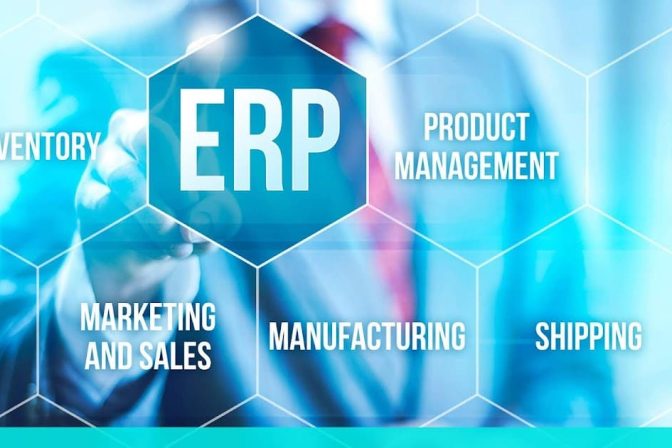 VENTORY
ERP
PRODUCT
MANAGEMENT
MARKETING
AND SALES
MANUFACTURING
SHIPPING